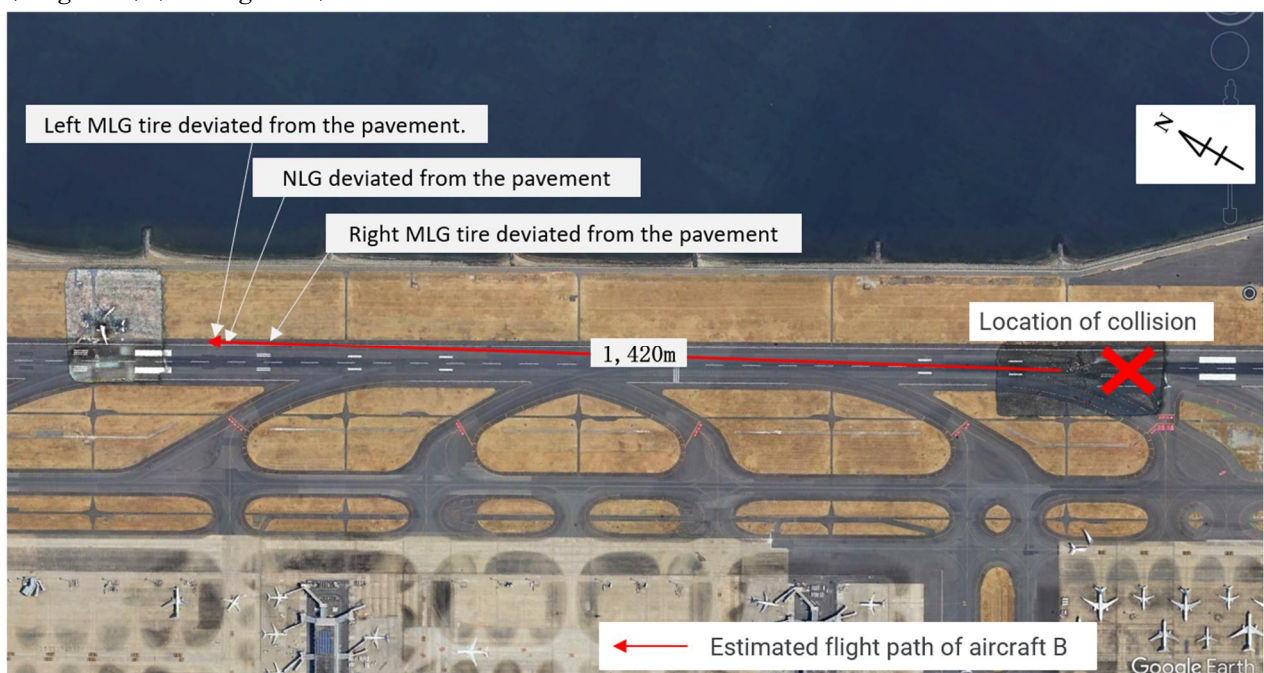 N
Left MLG tire deviated from the pavement.
NLG deviated from the pavement
Right MLG tire deviated from the pavement
Location of collision
1,420m
Estimated flight path of aircraft B
Google Earth